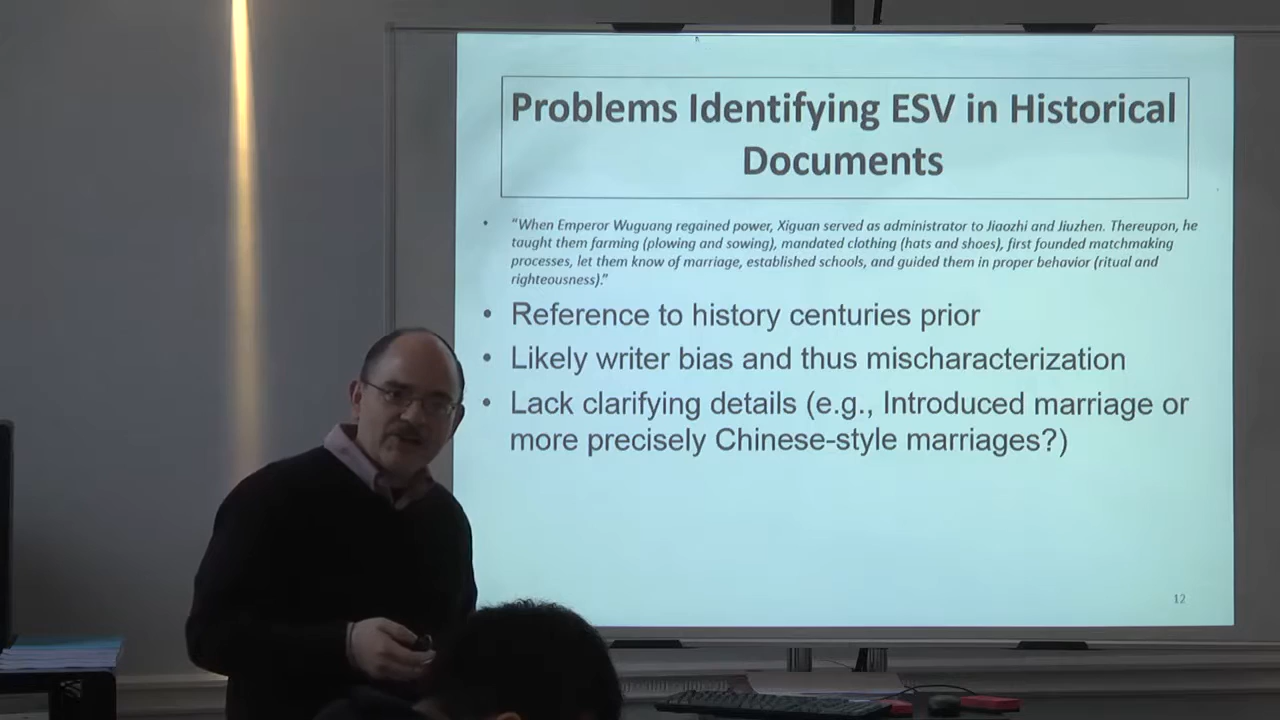 Problems Identifying ESV in Historical
Documents
• “When Emperor Wuguang regained power, Xiguan served as administrator to Jiaozhi and Jiuzhen. Thereupon, he
taught them farming (plowing and sowing), mandated clothing (hats and shoes), first founded matchmaking
processes, let them know of marriage, established schools, and guided them in proper behavior (ritual and
righteousness).”
• Reference to history centuries prior
• Likely writer bias and thus mischaracterization
• Lack clarifying details (e.g., Introduced marriage or
more precisely Chinese-style marriages?)
12